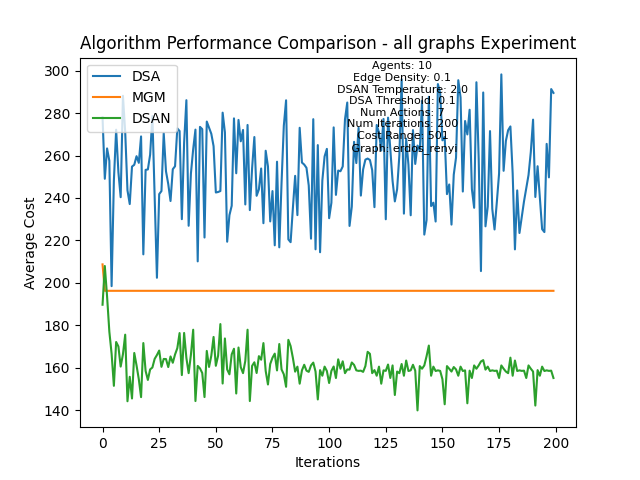 Algorithm Performance Comparison - all graphs Experiment
DSA
MGM
DSAN
Agents: 10
Edge Density: 0.1
DSAN Temperature: 2.0
DSA Threshold: 0.1
Num Actions: 7
Num Iterations: 200
Cost Range: 501
Graph: erdos_renyi
Average Cost
300
280
260
240
220
200
180
160
140
0
25
50
75
100
125
150
175
200
Iterations